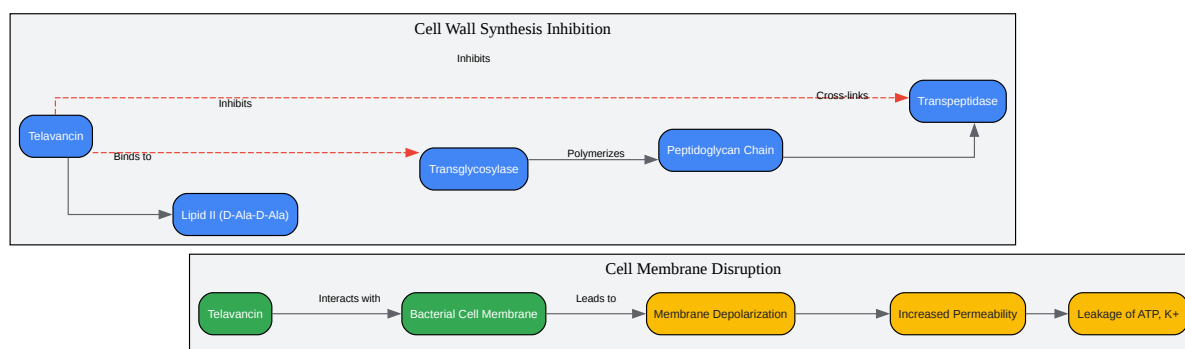 Cell Wall Synthesis Inhibition
Inhibits
Inhibits
Cross-links
Transpeptidase
Telavancin
Binds to
Polymerizes
Peptidoglycan Chain
Transglycosylase
Lipid II (D-Ala-D-Ala)
Cell Membrane Disruption
Telavancin
Interacts with
Bacterial Cell Membrane
Leads to
Membrane Depolarization
Increased Permeability
Leakage of ATP, K+